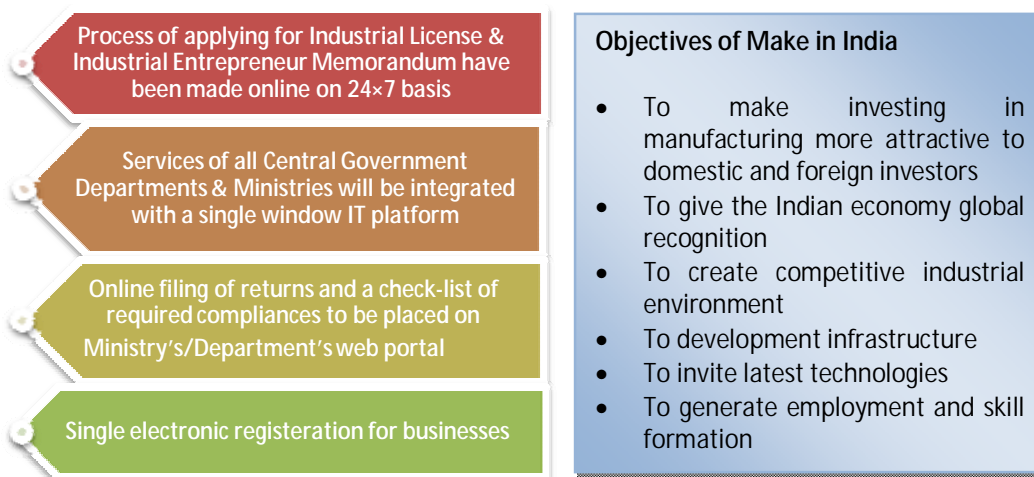 Process of applying for Industrial License &
Industrial Entrepreneur Memorandum have
been made online on 24×7 basis
Services of all Central Government
Departments & Ministries will be integrated
with a single window IT platform
Online filing of returns and a check-list of
required compliances to be placed on
Ministry's/Department's web portal
Single electronic registeration for businesses
Objectives of Make in India
• To make investing in
manufacturing more attractive to
domestic and foreign investors
• To give the Indian economy global
recognition
• To create competitive industrial
environment
• To development infrastructure
• To invite latest technologies
• To generate employment and skill
formation